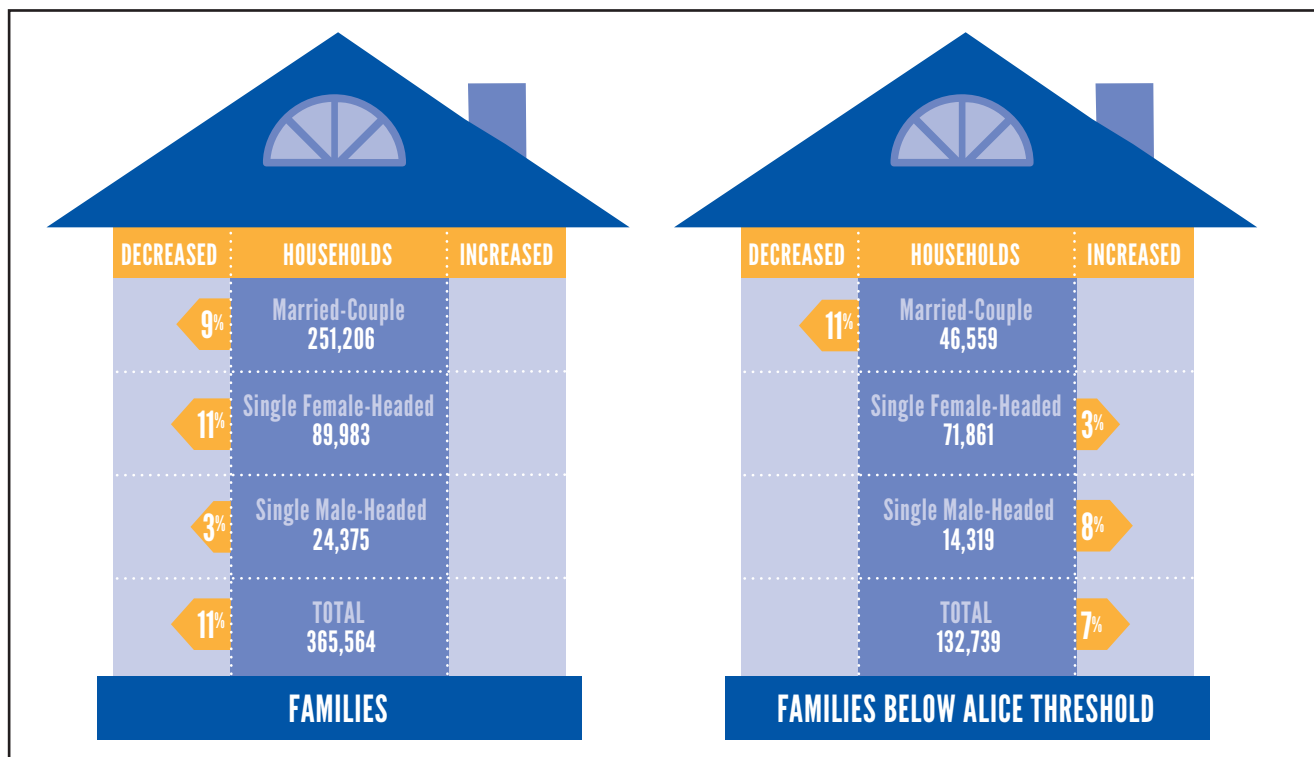 DECREASED HOUSEHOLDS INCREASED
9% Married-Couple
251,206
11% Single Female-Headed
89,983
3% Single Male-Headed
24,375
11% TOTAL
365,564
FAMILIES
DECREASED HOUSEHOLDS INCREASED
11% Married-Couple
46,559
Single Female-Headed 3%
71,861
Single Male-Headed 8%
14,319
TOTAL 7%
132,739
FAMILIES BELOW ALICE THRESHOLD